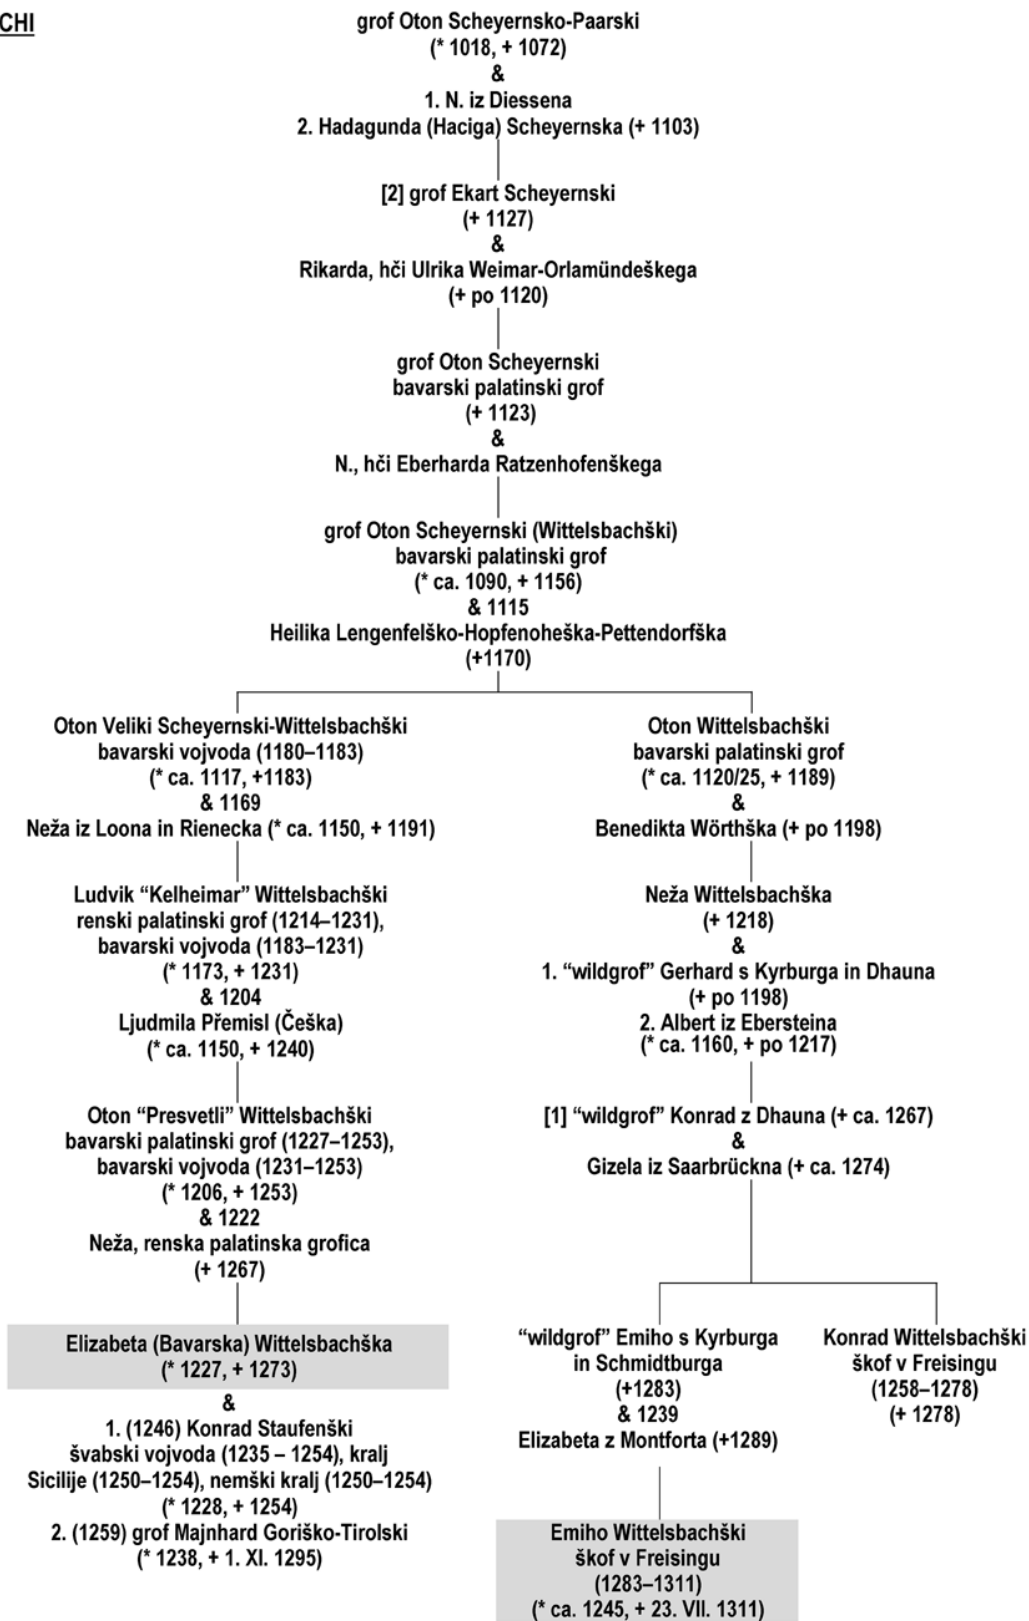 CHI
grof Oton Scheyernsko-Paarski
(* 1018, + 1072)
&
1. N. iz Diessena
2. Hadagunda (Haciga) Scheyernska (+ 1103)
[2] grof Ekart Scheyernski
(+ 1127)
&
Rikarda, hči Ulrika Weimar-Orlamündeškega
(+ po 1120)
grof Oton Scheyernski
bavarski palatinski grof
(+ 1123)
&
N., hči Eberharda Ratzenhofenškega
grof Oton Scheyernski (Wittelsbachški)
bavarski palatinski grof
(* ca. 1090, + 1156)
& 1115
Heilika Lengenfelško-Hopfenoheška-Pettendorfška
(+1170)
Oton Veliki Scheyernski-Wittelsbachški
bavarski vojvoda (1180–1183)
(* ca. 1117, +1183)
& 1169
Neža iz Loona in Rienecka (* ca. 1150, + 1191)
Ludvik “Kelheimar” Wittelsbachški
renski palatinski grof (1214–1231),
bavarski vojvoda (1183–1231)
(* 1173, + 1231)
& 1204
Ljudmila Přemisl (Češka)
(* ca. 1150, + 1240)
Oton “Presvetli” Wittelsbachški
bavarski palatinski grof (1227–1253),
bavarski vojvoda (1231–1253)
(* 1206, + 1253)
& 1222
Neža, renska palatinska grofica
(+ 1267)
Elizabeta (Bavarska) Wittelsbachška
(* 1227, + 1273)
&
1. (1246) Konrad Staufenški
švabski vojvoda (1235 – 1254), kralj
Sicilije (1250–1254), nemški kralj (1250–1254)
(* 1228, + 1254)
2. (1259) grof Majnhard Goriško-Tirolski
(* 1238, + 1. XI. 1295)
Oton Wittelsbachški
bavarski palatinski grof
(* ca. 1120/25, + 1189)
&
Benedikta Wörthška (+ po 1198)
Neža Wittelsbachška
(+ 1218)
&
1. “wildgrof” Gerhard s Kyrburga in Dhauna
(+ po 1198)
2. Albert iz Ebersteina
(* ca. 1160, + po 1217)
[1] “wildgrof” Konrad z Dhauna (+ ca. 1267)
&
Gizela iz Saarbrückna (+ ca. 1274)
“wildgrof” Emiho s Kyrburga
in Schmidtburga
(+1283)
& 1239
Elizabeta z Montforta (+1289)
Emiho Wittelsbachški
škof v Freisingu
(1283–1311)
(* ca. 1245, + 23. VII. 1311)
Konrad Wittelsbachški
škof v Freisingu
(1258–1278)
(+ 1278)